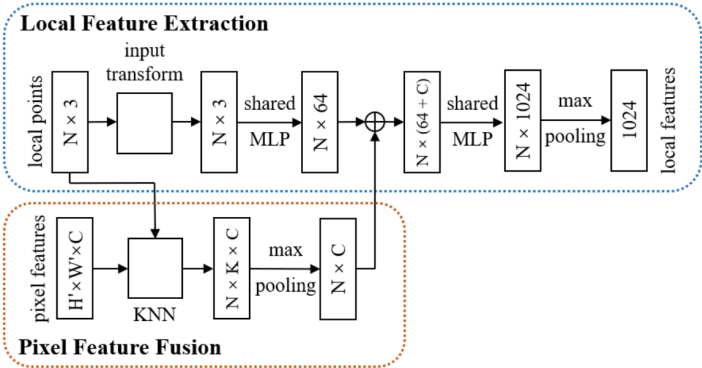 Local Feature Extraction
local points
N × 3
input
transform
N × 3
shared
MLP
N × 64
N × (64 + C)
shared
MLP
N × 1024
max
pooling
1024
local features
pixel features
H'×W'×C
KNN
N × K × C
max
pooling
N × C
Pixel Feature Fusion